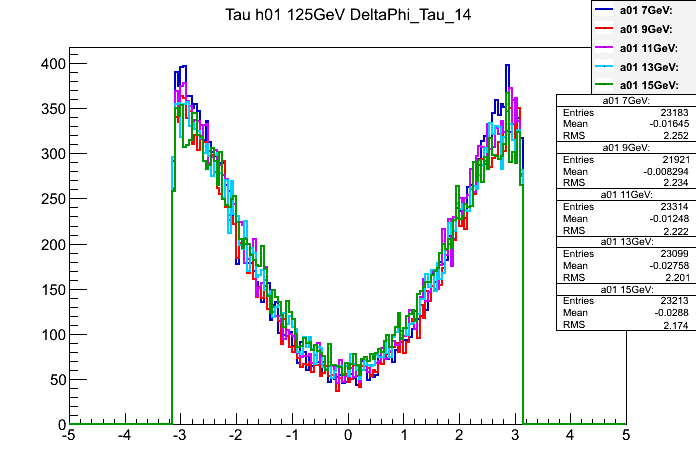 Tau h01 125GeV DeltaPhi_Tau_14
a01 7GeV:
a01 9GeV:
a01 11GeV:
a01 13GeV:
a01 15GeV:
a01 7GeV:
Entries 23183
Mean -0.01645
RMS 2.252
a01 9GeV:
Entries 21921
Mean -0.008294
RMS 2.234
a01 11GeV:
Entries 23314
Mean -0.01248
RMS 2.222
a01 13GeV:
Entries 23099
Mean -0.02758
RMS 2.201
a01 15GeV:
Entries 23213
Mean -0.0288
RMS 2.174
400
350
300
250
200
150
100
50
0
-5 -4 -3 -2 -1 0 1 2 3 4 5